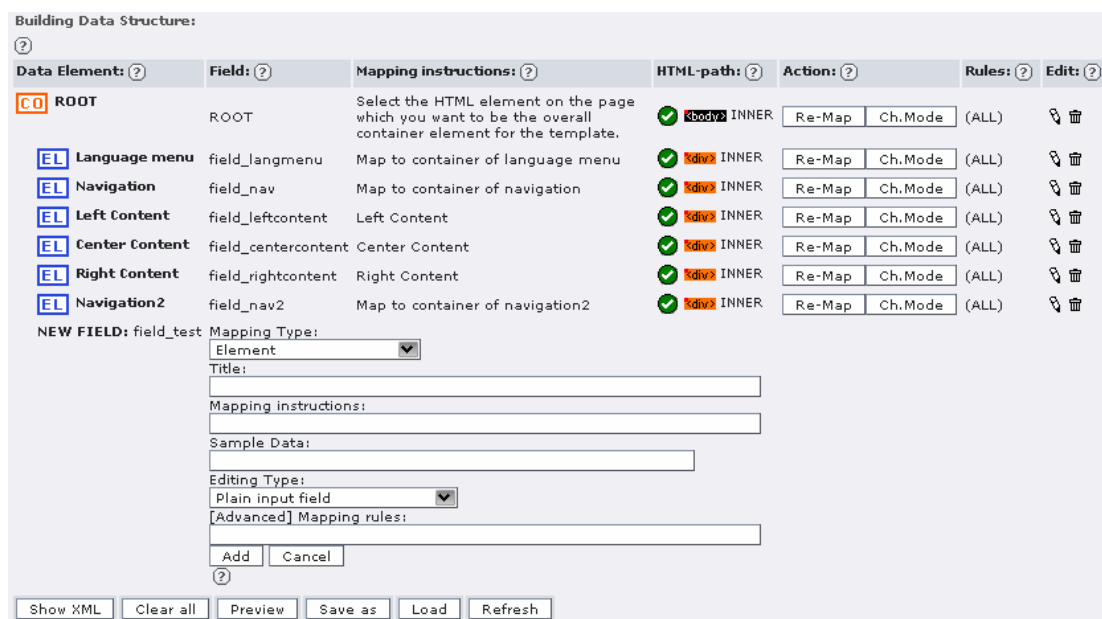 Building Data Structure:
?
Data Element: ? Field: ? Mapping instructions: ? HTML-path: ? Action: ? Rules: ? Edit: ?
CO ROOT ROOT Select the HTML element on the page which you want to be the overall container element for the template. <body> INNER Re-Map Ch.Mode (ALL)
EL Language menu field_langmenu Map to container of language menu <div> INNER Re-Map Ch.Mode (ALL)
EL Navigation field_nav Map to container of navigation <div> INNER Re-Map Ch.Mode (ALL)
EL Left Content field_leftcontent Left Content <div> INNER Re-Map Ch.Mode (ALL)
EL Center Content field_centercontent Center Content <div> INNER Re-Map Ch.Mode (ALL)
EL Right Content field_rightcontent Right Content <div> INNER Re-Map Ch.Mode (ALL)
EL Navigation2 field_nav2 Map to container of navigation2 <div> INNER Re-Map Ch.Mode (ALL)
NEW FIELD: field_test Mapping Type:
Element
Title:
Mapping instructions:
Sample Data:
Editing Type:
Plain input field
[Advanced] Mapping rules:
Add Cancel
?
Show XML Clear all Preview Save as Load Refresh